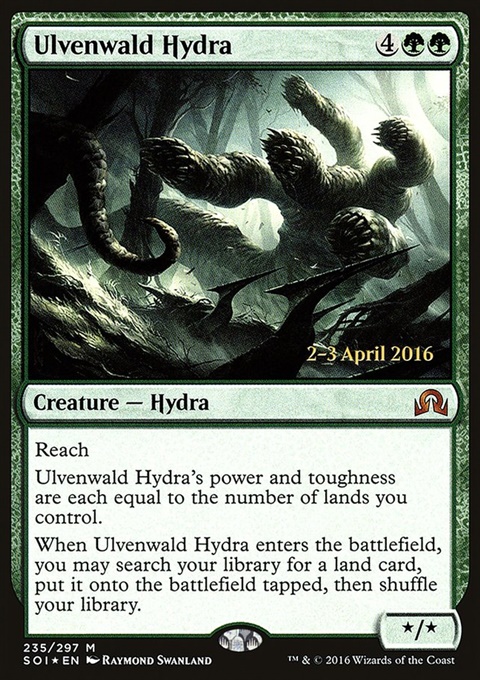 Ulvenwald Hydra 4
2–3 April 2016
Creature — Hydra
Reach
Ulvenwald Hydra's power and toughness
are each equal to the number of lands you
control.
When Ulvenwald Hydra enters the battlefield,
you may search your library for a land card,
put it onto the battlefield tapped, then shuffle
your library.
*/*
235/297 M
SOI★EN Raymond Swanland
™ & © 2016 Wizards of the Coast